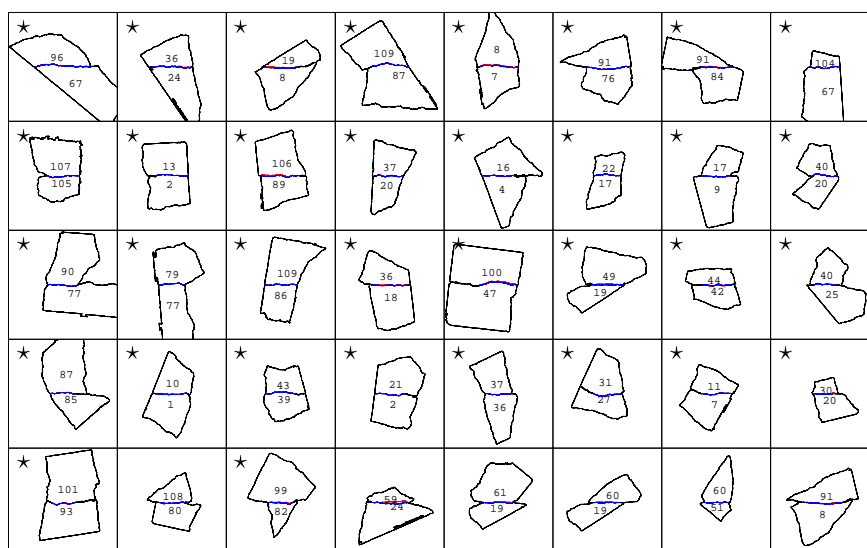 96 36 19 109 8 91 91 104
67 24 8 87 7 76 84 67
107 13 106 37 16 22 17 40
105 2 89 20 4 17 9 20
90 79 109 36 100 49 44 40
77 77 86 18 47 19 42 25
87 10 43 21 37 31 11 30
85 1 39 2 36 27 7 20
101 108 99 59 61 60 60 91
93 80 82 24 19 19 51 8